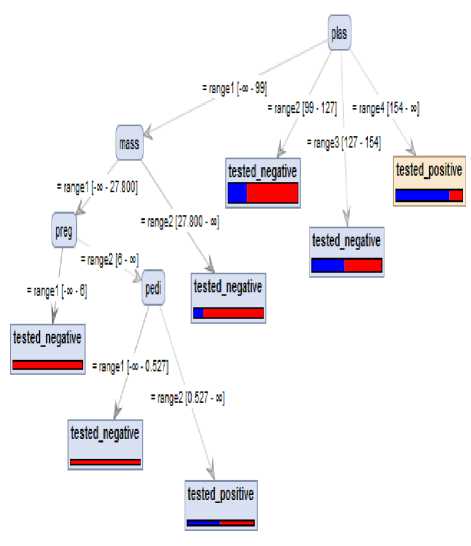 plas
= range1 [-∞ - 99]
= range2 [99 - 127]
= range4 [154 - ∞]
= range3 [127 - 154]
mass
tested_negative
tested_positive
= range1 [-∞ - 27.800]
= range2 [27.800 - ∞]
preg
tested_negative
= range2 [6 - ∞]
= range1 [-∞ - 6]
pedi
tested_negative
tested_negative
= range1 [-∞ - 0.527]
= range2 [0.527 - ∞]
tested_negative
tested_positive